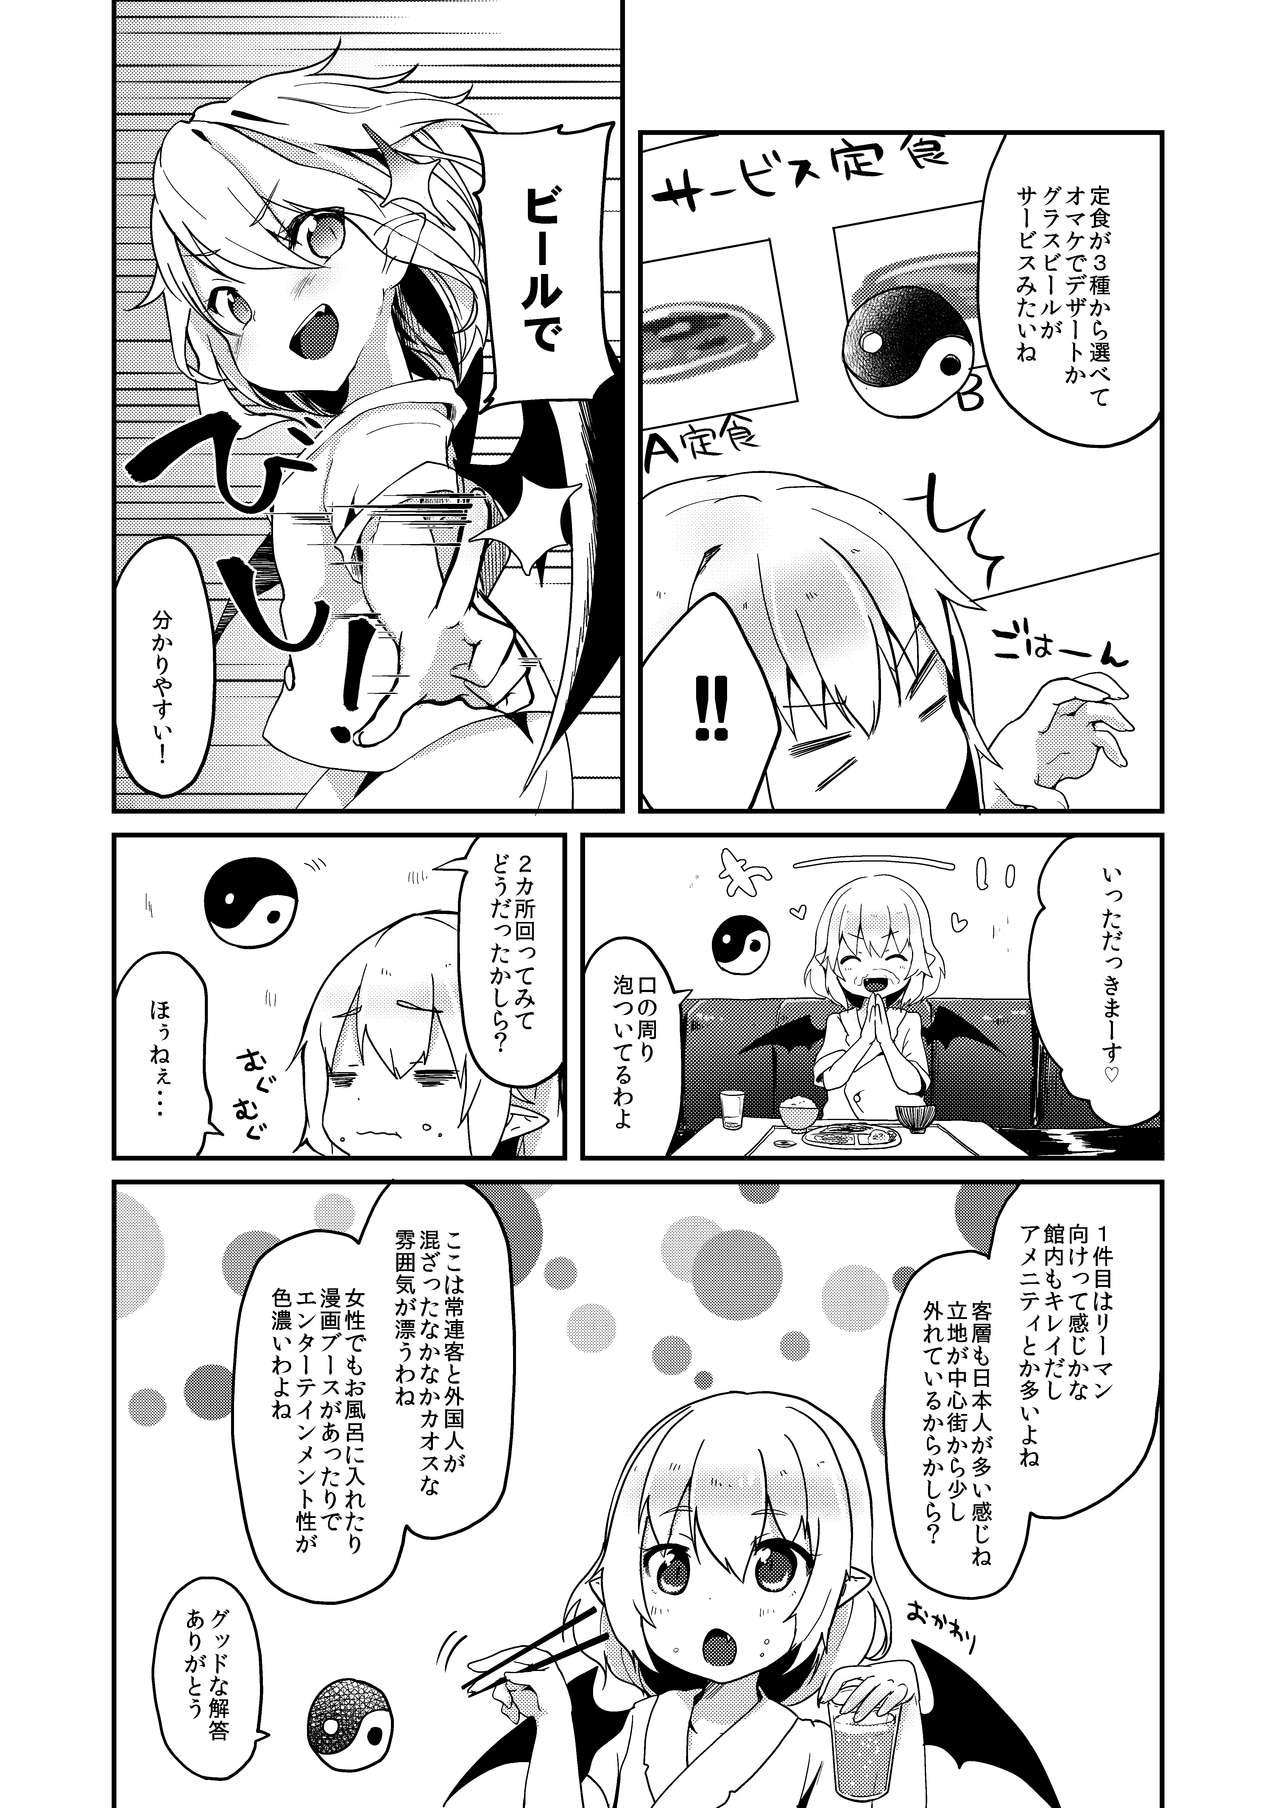 サービス定食
定食が３種から選べて
オマケでデザートか
グラスビールが
サービスみたいね
B
A定食
ごはーん
!!
ビールで
びしっ!
分かりやすい！
いっただっきまーす♡
口の周り
泡ついてるわよ
２カ所回ってみて
どうだったかしら？
むぐ
むぐ
ほぅねぇ・・・
１件目はリーマン
向けって感じかな
館内もキレイだし
アメニティとか多いよね
客層も日本人が多い感じね
立地が中心街から少し
外れているからかしら？
ここは常連客と外国人が
混ざったなかなかカオスな
雰囲気が漂うわね
女性でもお風呂に入れたり
漫画ブースがあったりで
エンターテインメント性が
色濃いわよね
おかわり
グッドな解答
ありがとう